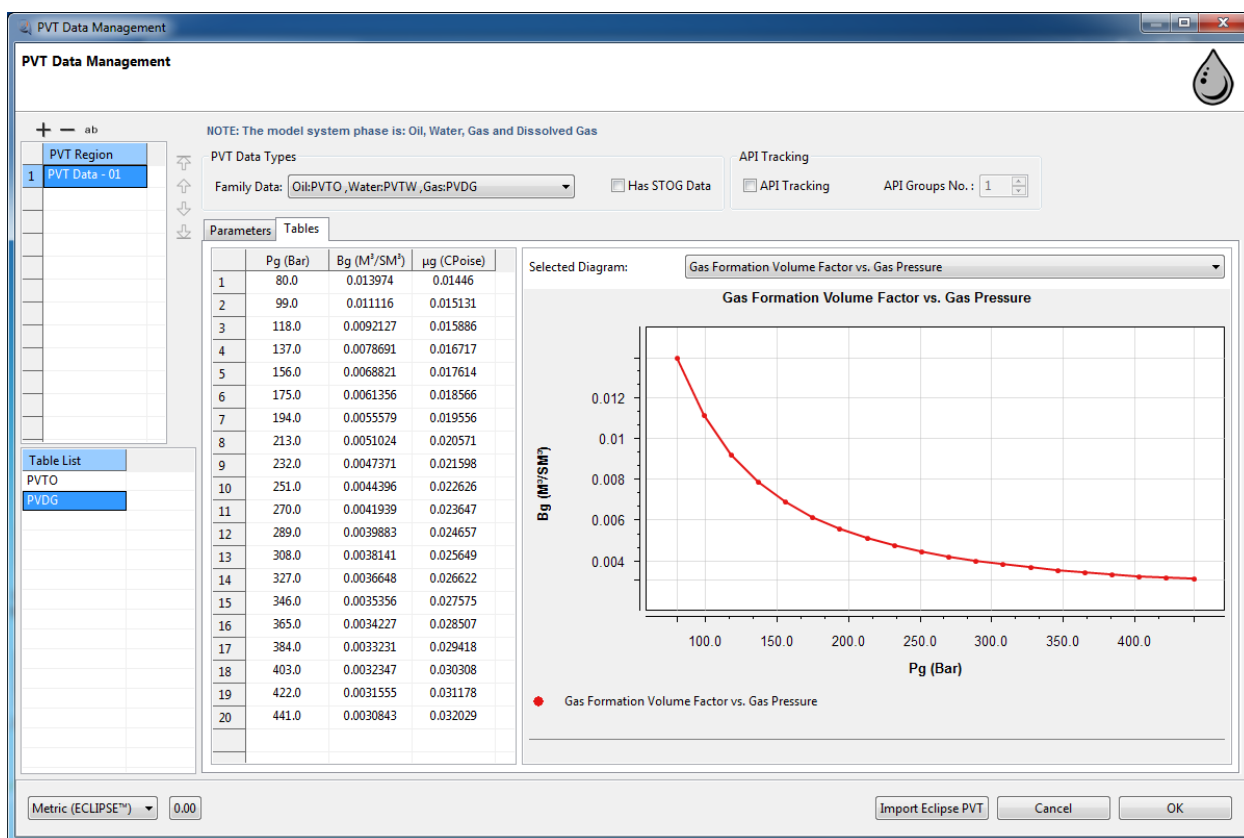 PVT Data Management
PVT Data Management
ab
NOTE: The model system phase is: Oil, Water, Gas and Dissolved Gas
PVT Region
1 PVT Data - 01
PVT Data Types
Family Data: Oil:PVTO ,Water:PVTW ,Gas:PVDG
Has STOG Data
API Tracking
API Tracking
API Groups No. : 1
Parameters Tables
Pg (Bar) Bg (M³/SM³) µg (CPoise)
1 80.0 0.013974 0.01446
2 99.0 0.011116 0.015131
3 118.0 0.0092127 0.015886
4 137.0 0.0078691 0.016717
5 156.0 0.0068821 0.017614
6 175.0 0.0061356 0.018566
7 194.0 0.0055579 0.019556
8 213.0 0.0051024 0.020571
9 232.0 0.0047371 0.021598
10 251.0 0.0044396 0.022626
11 270.0 0.0041939 0.023647
12 289.0 0.0039883 0.024657
13 308.0 0.0038141 0.025649
14 327.0 0.0036648 0.026622
15 346.0 0.0035356 0.027575
16 365.0 0.0034227 0.028507
17 384.0 0.0033231 0.029418
18 403.0 0.0032347 0.030308
19 422.0 0.0031555 0.031178
20 441.0 0.0030843 0.032029
Table List
PVTO
PVDG
Selected Diagram: Gas Formation Volume Factor vs. Gas Pressure
Gas Formation Volume Factor vs. Gas Pressure
Bg (M³/SM³)
0.012
0.01
0.008
0.006
0.004
100.0 150.0 200.0 250.0 300.0 350.0 400.0
Pg (Bar)
Gas Formation Volume Factor vs. Gas Pressure
Metric (ECLIPSE™) 0.00 Import Eclipse PVT Cancel OK